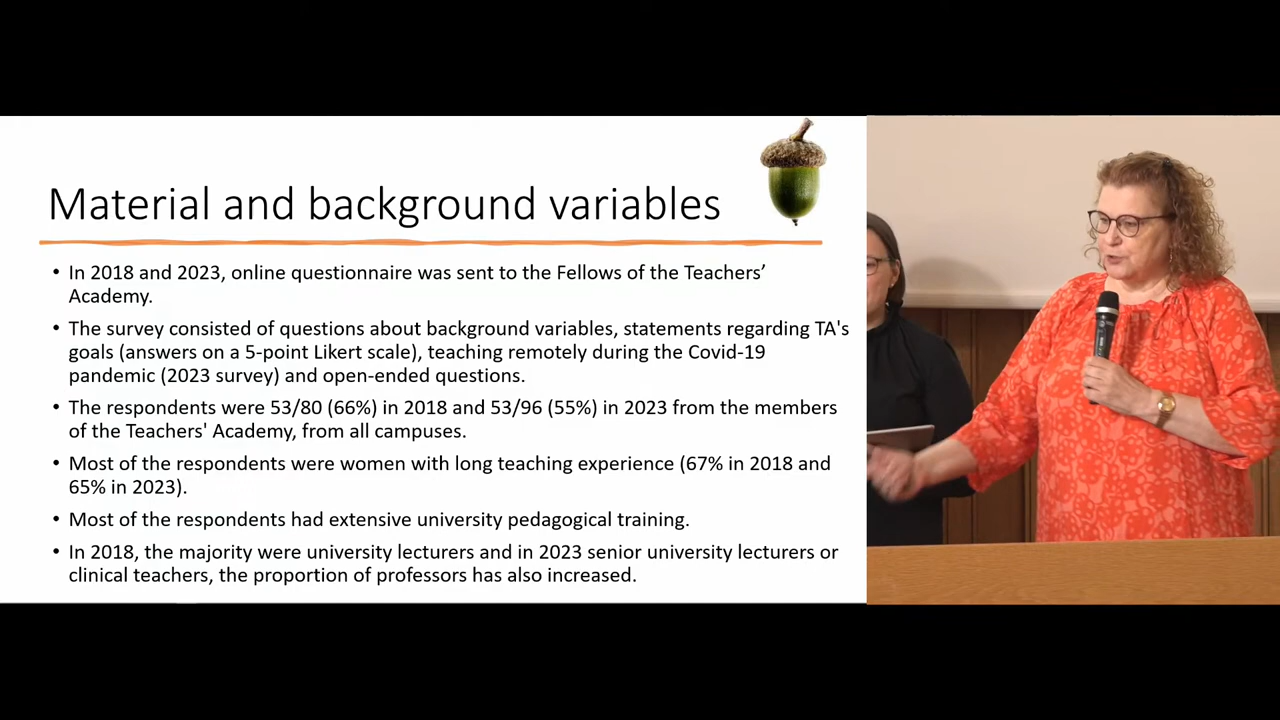 Material and background variables
• In 2018 and 2023, online questionnaire was sent to the Fellows of the Teachers’
Academy.
• The survey consisted of questions about background variables, statements regarding TA's
goals (answers on a 5-point Likert scale), teaching remotely during the Covid-19
pandemic (2023 survey) and open-ended questions.
• The respondents were 53/80 (66%) in 2018 and 53/96 (55%) in 2023 from the members
of the Teachers' Academy, from all campuses.
• Most of the respondents were women with long teaching experience (67% in 2018 and
65% in 2023).
• Most of the respondents had extensive university pedagogical training.
• In 2018, the majority were university lecturers and in 2023 senior university lecturers or
clinical teachers, the proportion of professors has also increased.